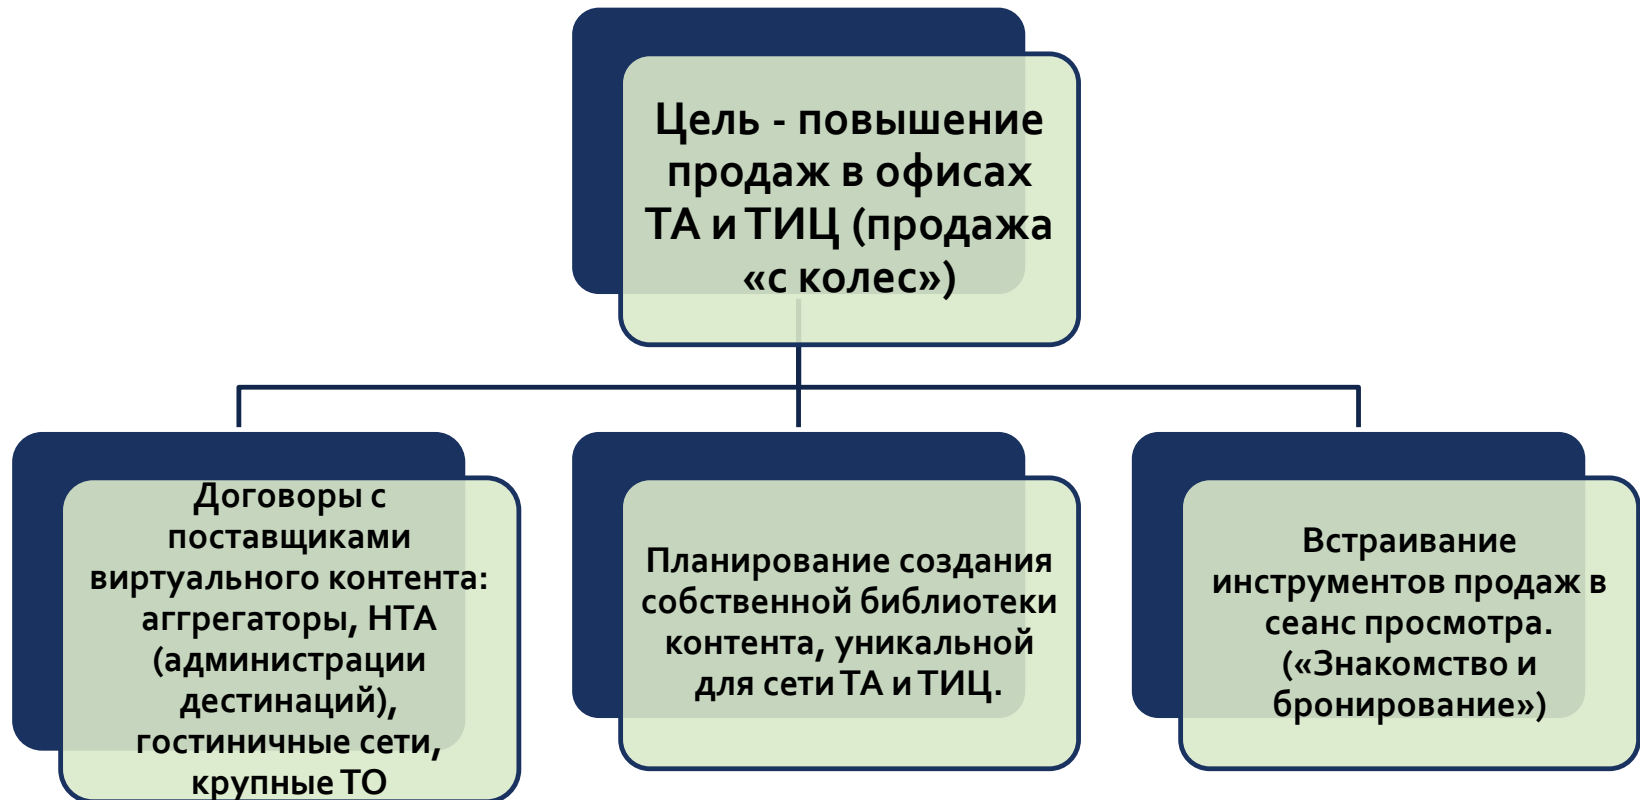 Цель - повышение
продаж в офисах
ТА и ТИЦ (продажа
«с колес»)
Договоры с
поставщиками
виртуального контента:
аггрегаторы, НТА
(администрации
дестинаций),
гостиничные сети,
крупные ТО
Планирование создания
собственной библиотеки
контента, уникальной
для сети ТА и ТИЦ.
Встраивание
инструментов продаж в
сеанс просмотра.
(«Знакомство и
бронирование»)